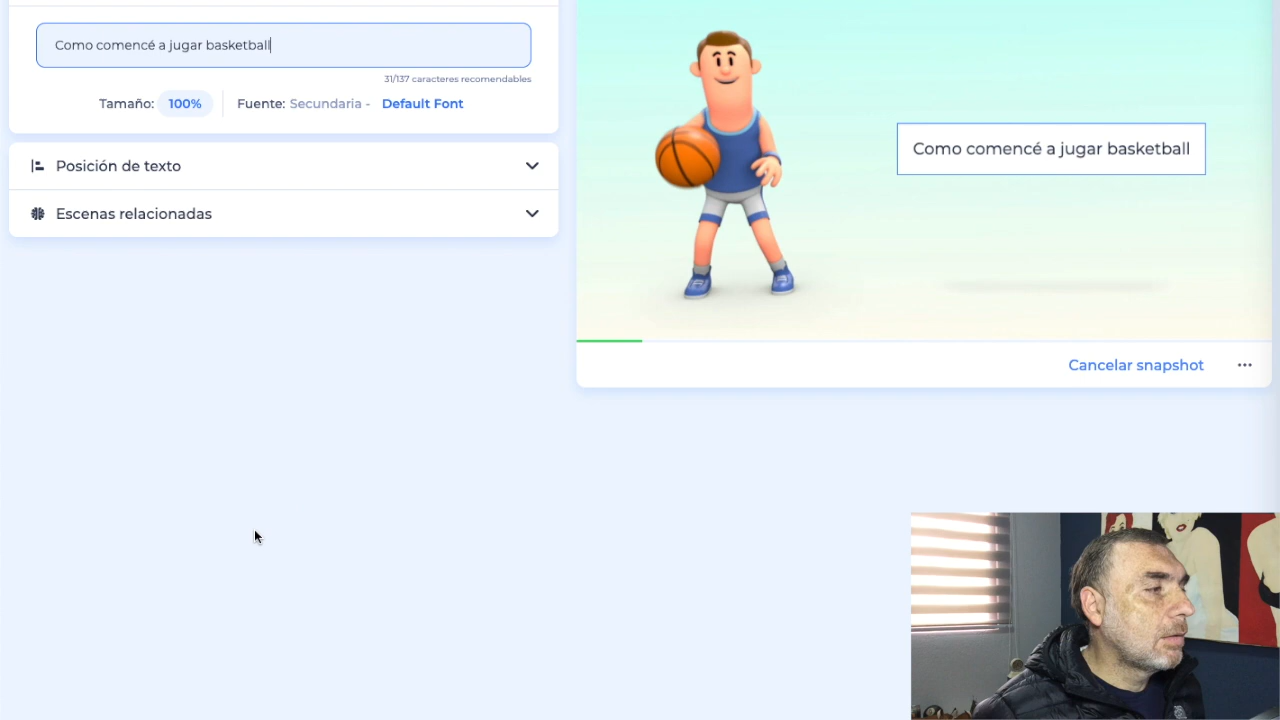 Como comencé a jugar basketball
31/137 caracteres recomendables
Tamaño: 100% Fuente: Secundaria - Default Font
Posición de texto
Escenas relacionadas
Como comencé a jugar basketball
Cancelar snapshot